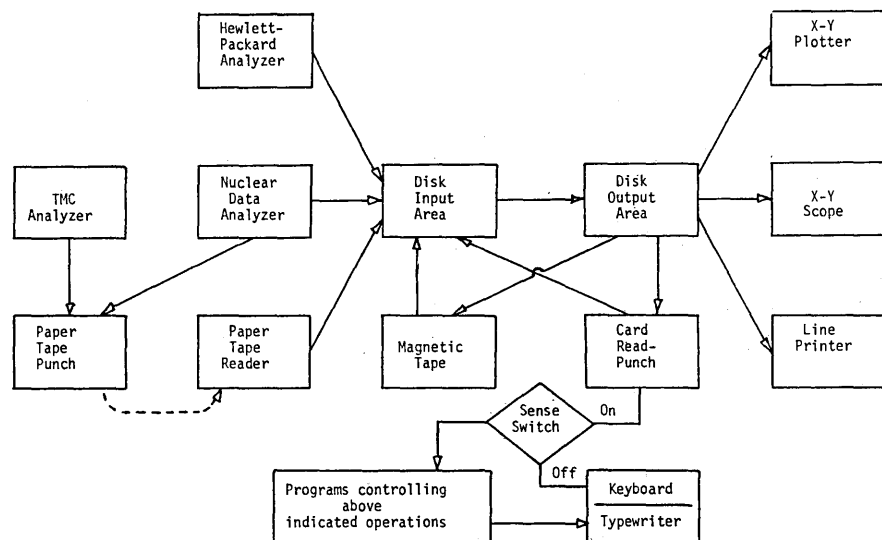 Hewlett-
Packard
Analyzer
X-Y
Plotter
TMC
Analyzer
Nuclear
Data
Analyzer
Disk
Input
Area
Disk
Output
Area
X-Y
Scope
Paper
Tape
Punch
Paper
Tape
Reader
Magnetic
Tape
Card
Read-
Punch
Line
Printer
Sense
Switch
On
Off
Programs controlling
above
indicated operations
Keyboard
Typewriter